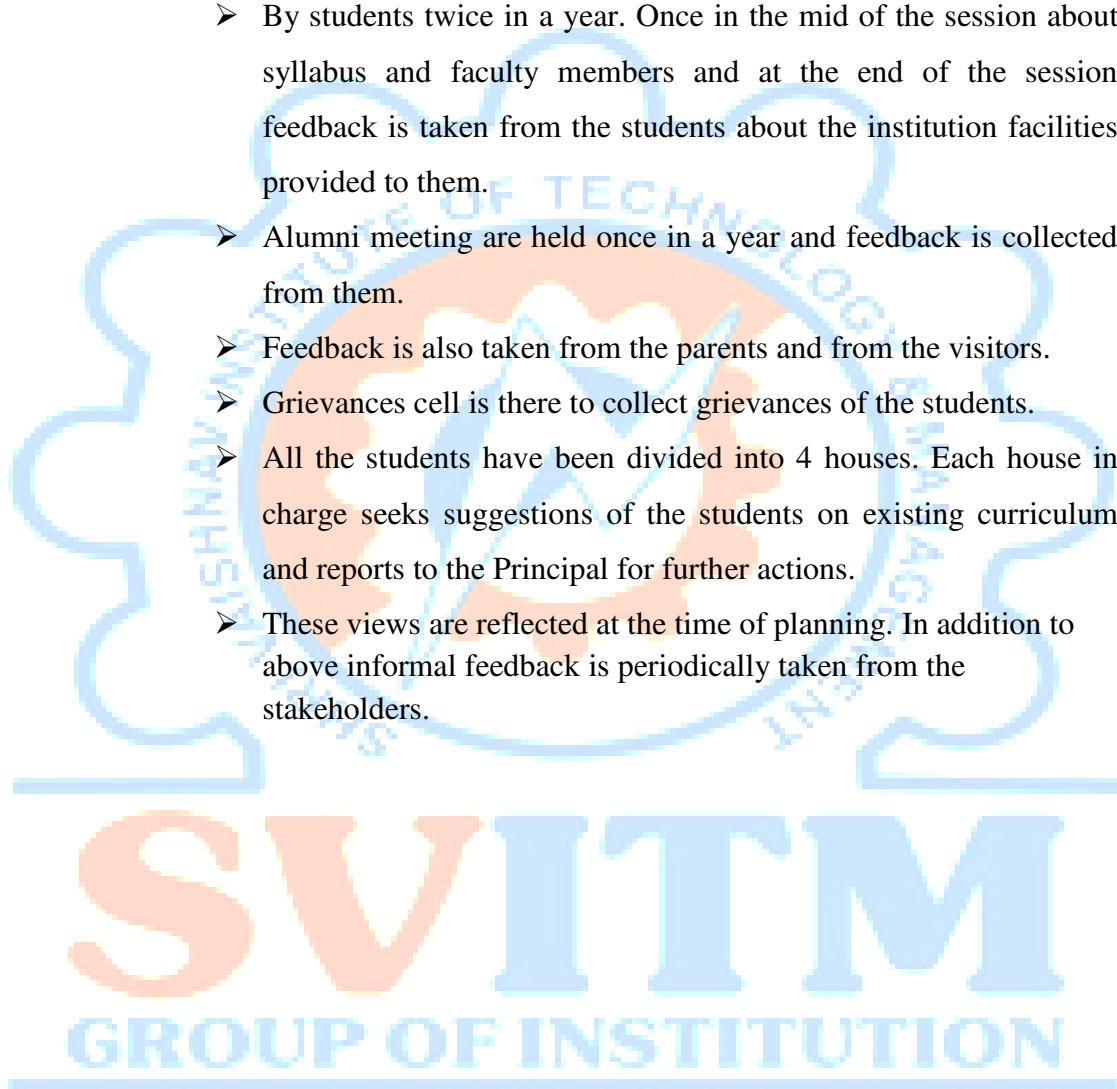 ➢ By students twice in a year. Once in the mid of the session about
syllabus and faculty members and at the end of the session
feedback is taken from the students about the institution facilities
provided to them.
➢ Alumni meeting are held once in a year and feedback is collected
from them.
➢ Feedback is also taken from the parents and from the visitors.
➢ Grievances cell is there to collect grievances of the students.
➢ All the students have been divided into 4 houses. Each house in
charge seeks suggestions of the students on existing curriculum
and reports to the Principal for further actions.
➢ These views are reflected at the time of planning. In addition to
above informal feedback is periodically taken from the
stakeholders.
INSTITUTE OF TECHNOLOGY & MANAGEMENT
SVITM
GROUP OF INSTITUTION